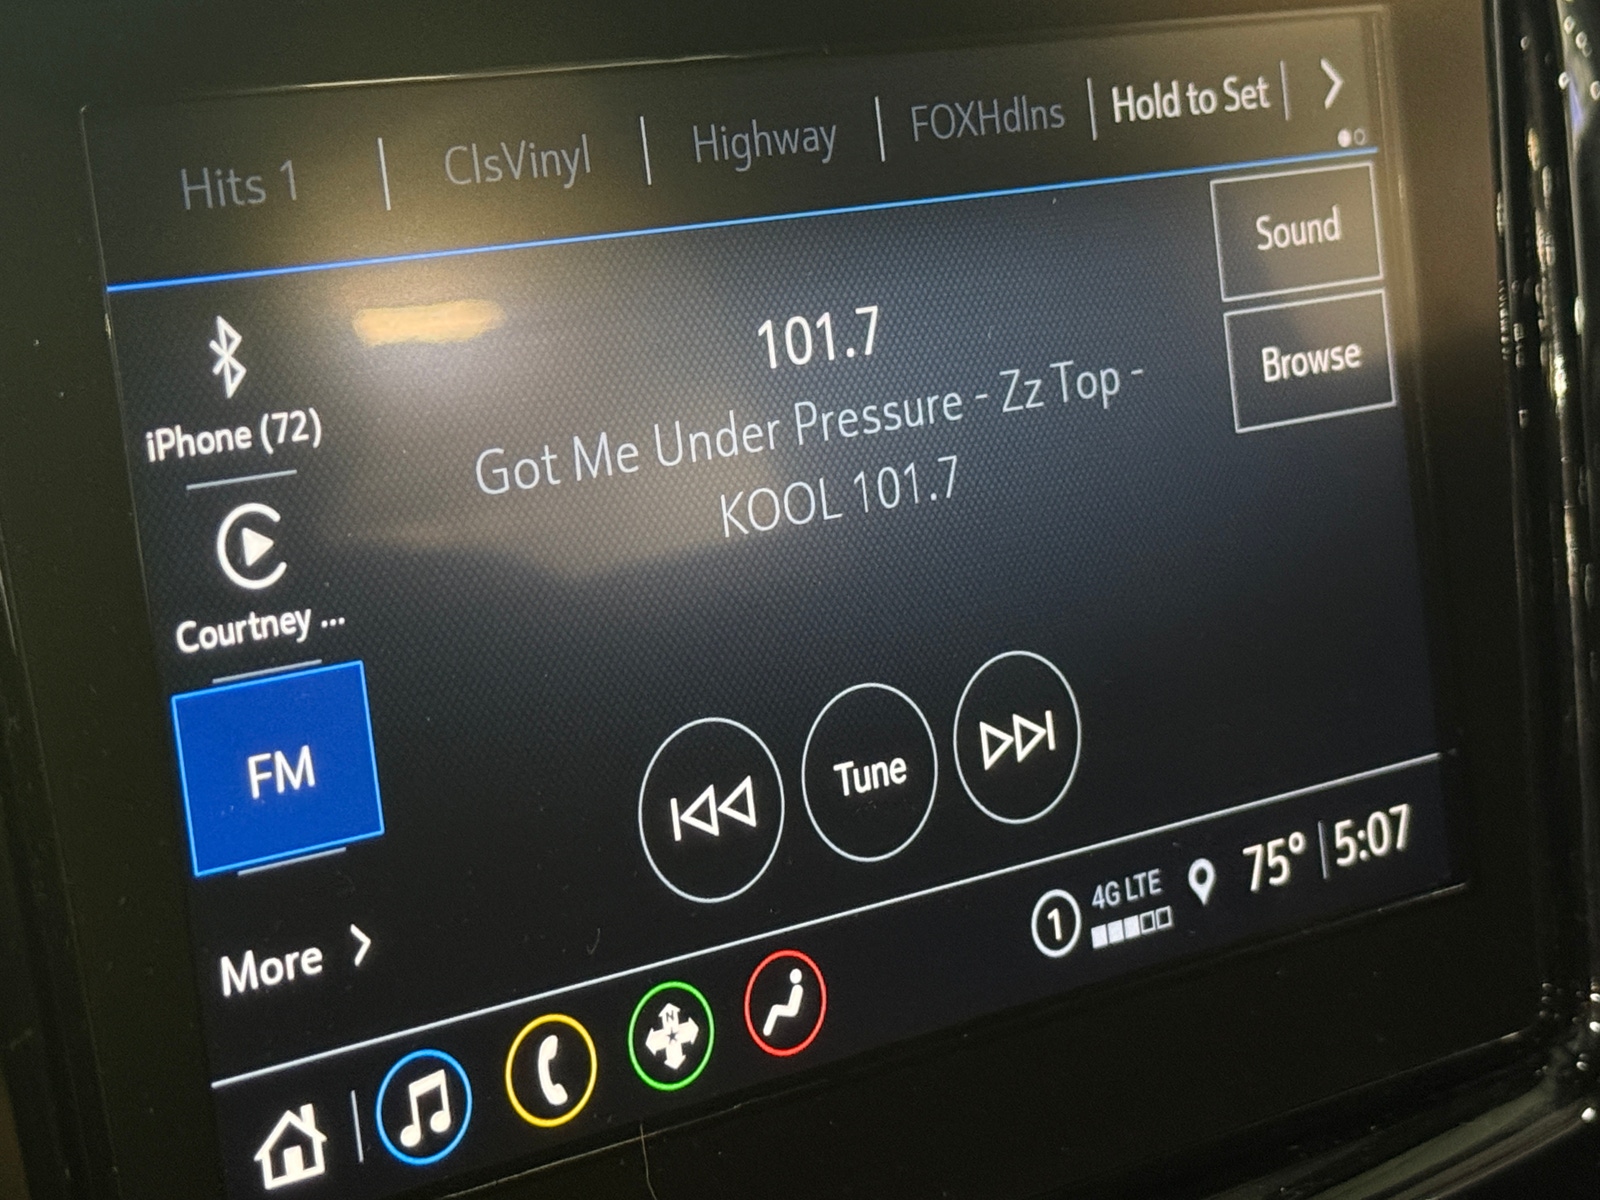 Hits 1 | ClsVinyl | Highway | FOXHdlns | Hold to Set |
Sound
Browse
iPhone (72)
Courtney ...
FM
More
101.7
Got Me Under Pressure - Zz Top -
KOOL 101.7
Tune
1 4G LTE 75° | 5:07
N